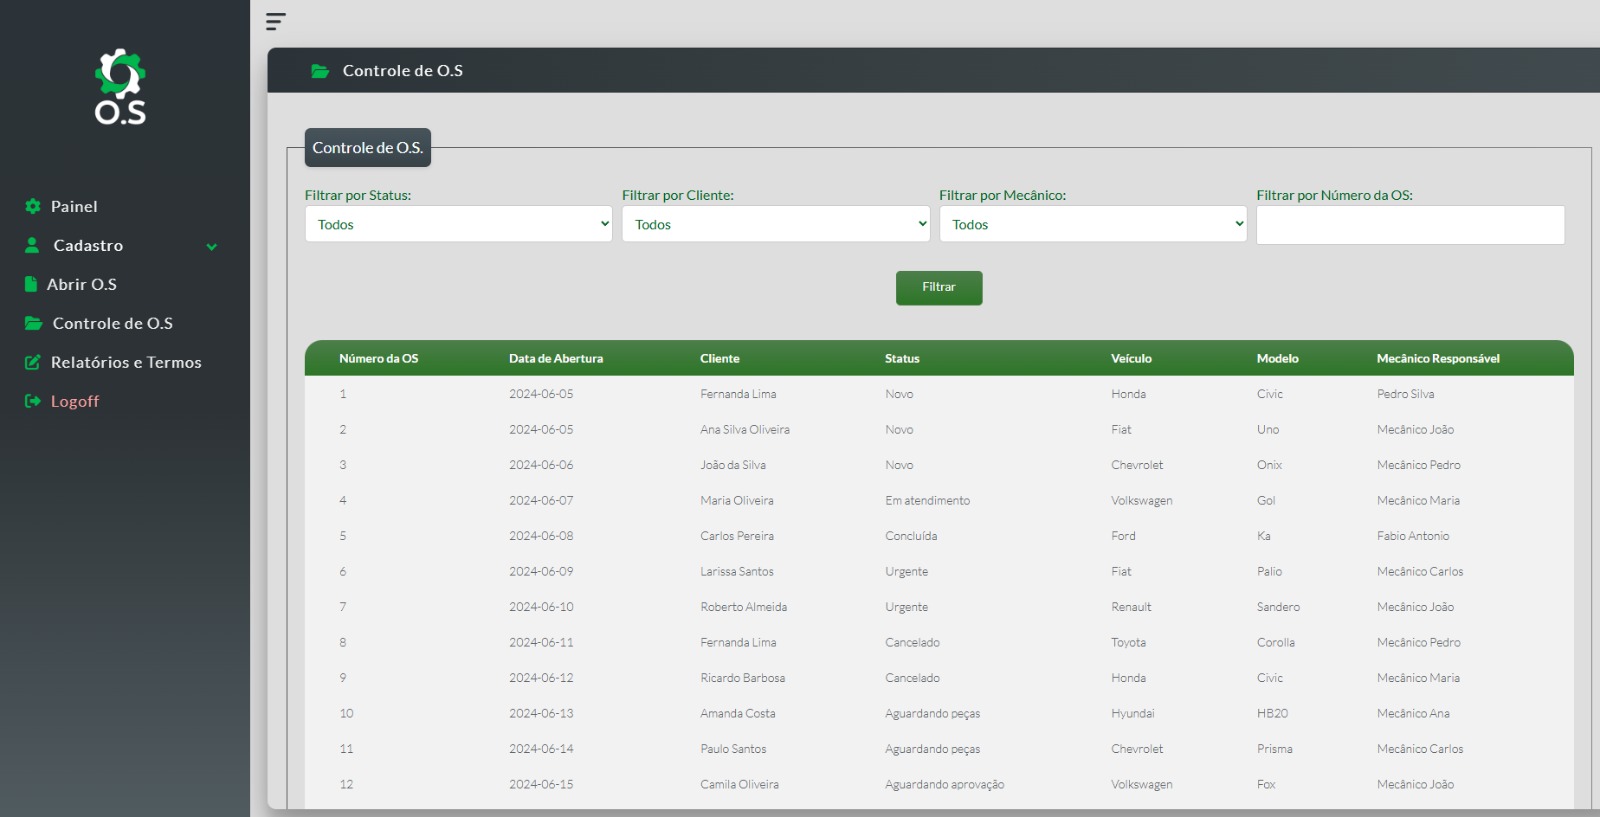 O.S
Painel
Cadastro
Abrir O.S
Controle de O.S
Relatórios e Termos
Logoff
Controle de O.S
Controle de O.S.
Filtrar por Status: Filtrar por Cliente: Filtrar por Mecânico: Filtrar por Número da OS:
Todos Todos Todos
Filtrar
Número da OS Data de Abertura Cliente Status Veículo Modelo Mecânico Responsável
1 2024-06-05 Fernanda Lima Novo Honda Civic Pedro Silva
2 2024-06-05 Ana Silva Oliveira Novo Fiat Uno Mecânico João
3 2024-06-06 João da Silva Novo Chevrolet Onix Mecânico Pedro
4 2024-06-07 Maria Oliveira Em atendimento Volkswagen Gol Mecânico Maria
5 2024-06-08 Carlos Pereira Concluída Ford Ka Fabio Antonio
6 2024-06-09 Larissa Santos Urgente Fiat Palio Mecânico Carlos
7 2024-06-10 Roberto Almeida Urgente Renault Sandero Mecânico João
8 2024-06-11 Fernanda Lima Cancelado Toyota Corolla Mecânico Pedro
9 2024-06-12 Ricardo Barbosa Cancelado Honda Civic Mecânico Maria
10 2024-06-13 Amanda Costa Aguardando peças Hyundai HB20 Mecânico Ana
11 2024-06-14 Paulo Santos Aguardando peças Chevrolet Prisma Mecânico Carlos
12 2024-06-15 Camila Oliveira Aguardando aprovação Volkswagen Fox Mecânico João